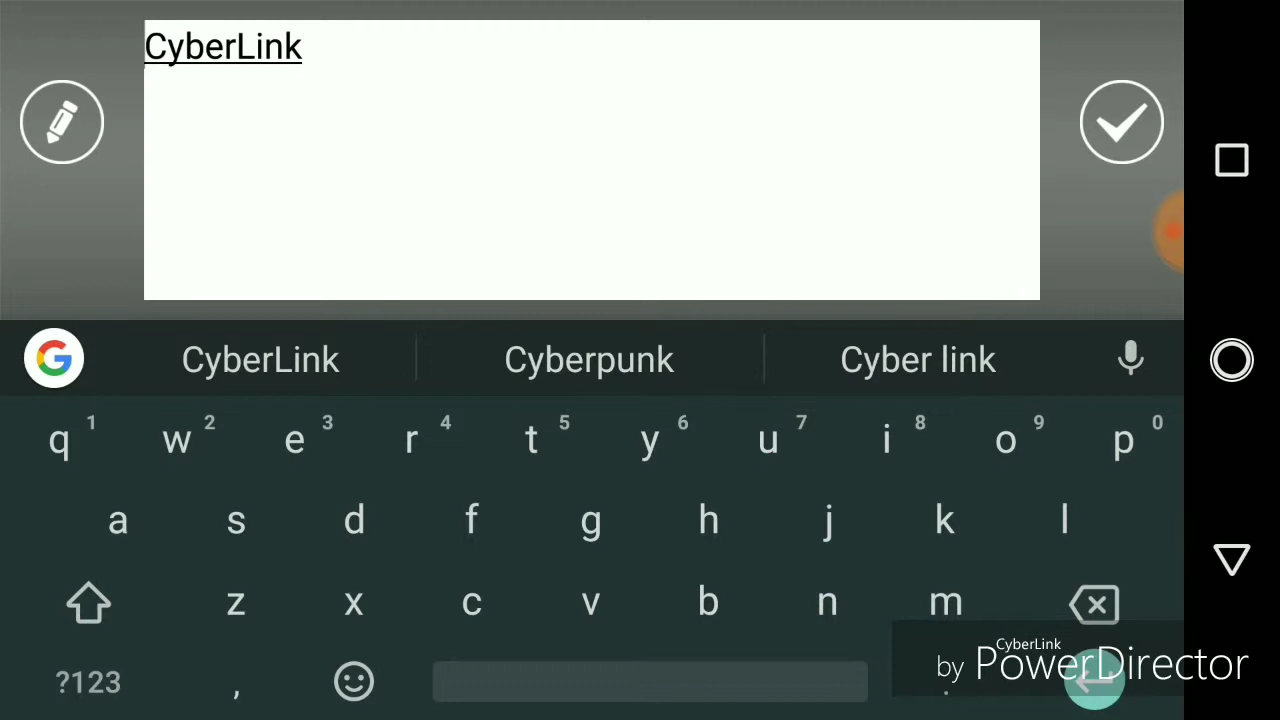 CyberLink
CyberLink Cyberpunk Cyber link
q 1 w 2 e 3 r 4 t 5 y 6 u 7 i 8 o 9 p 0
a s d f g h j k l
z x c v b n m
?123 , .
CyberLink
by PowerDirector